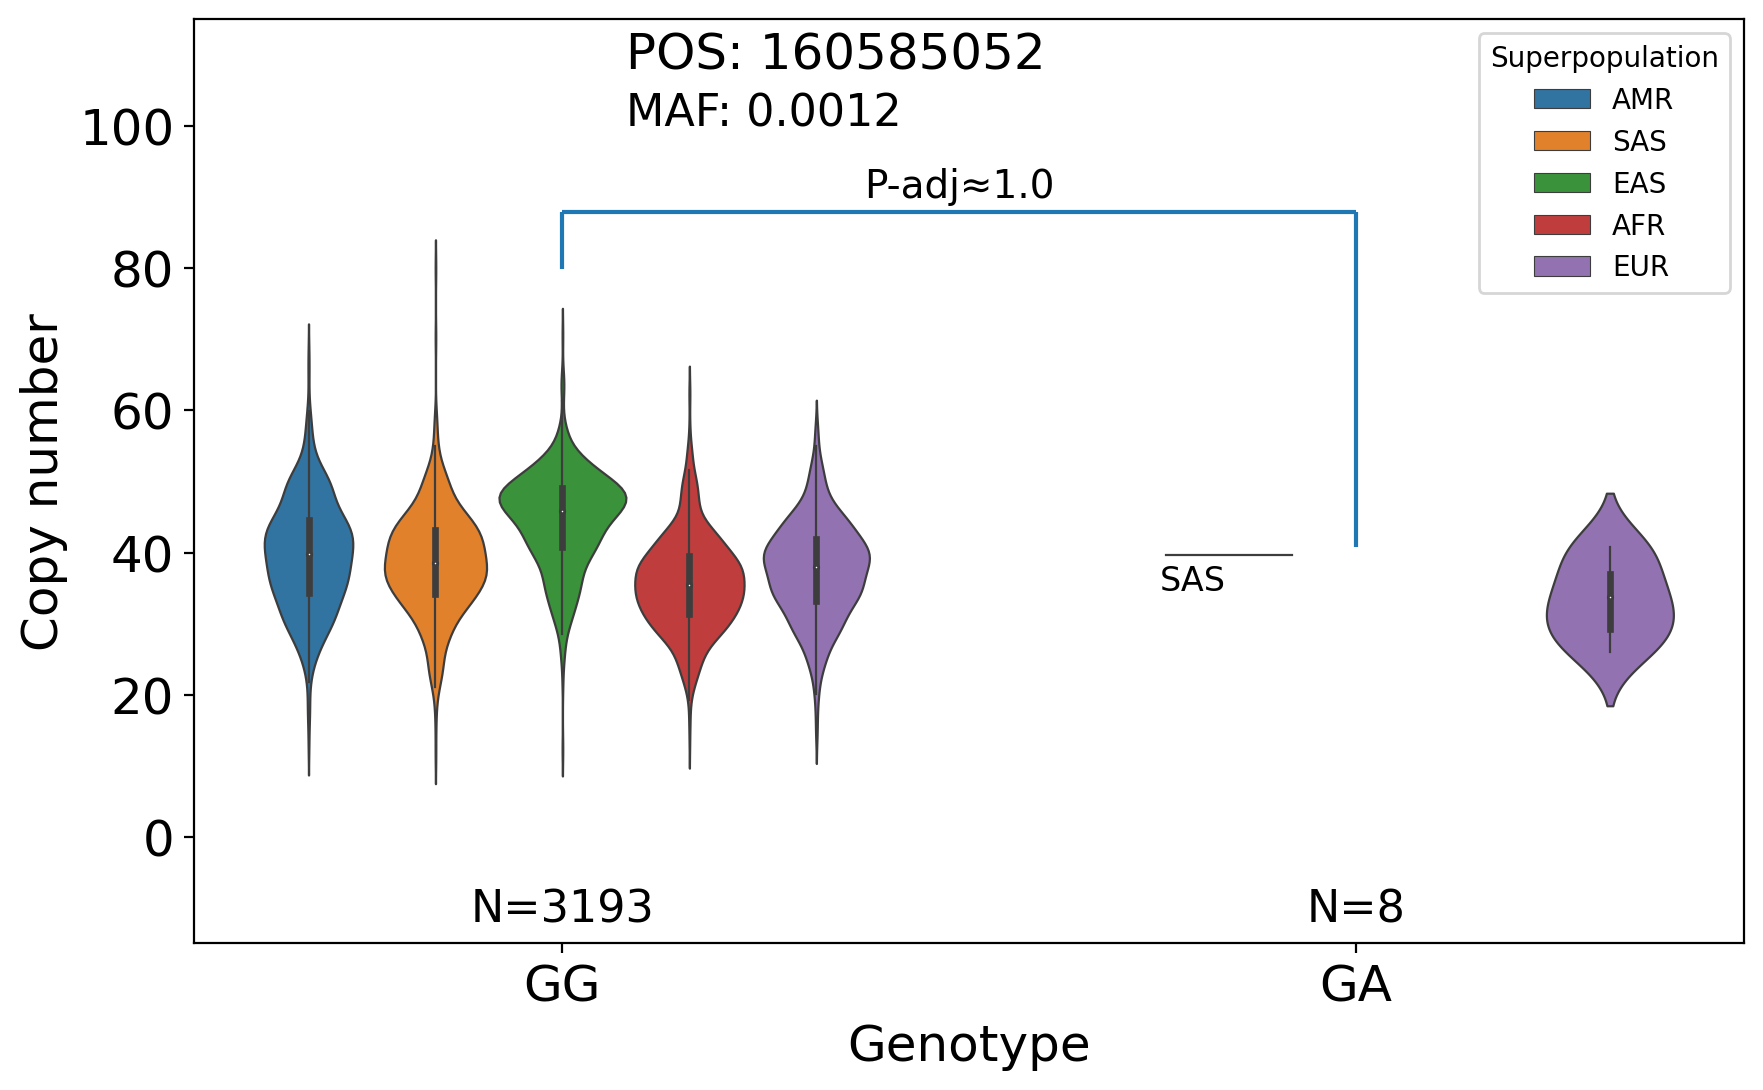 POS: 160585052
MAF: 0.0012
P-adj≈1.0
Superpopulation
AMR
SAS
EAS
AFR
EUR
Copy number
100
80
60
40
20
0
SAS
N=3193
N=8
GG
GA
Genotype